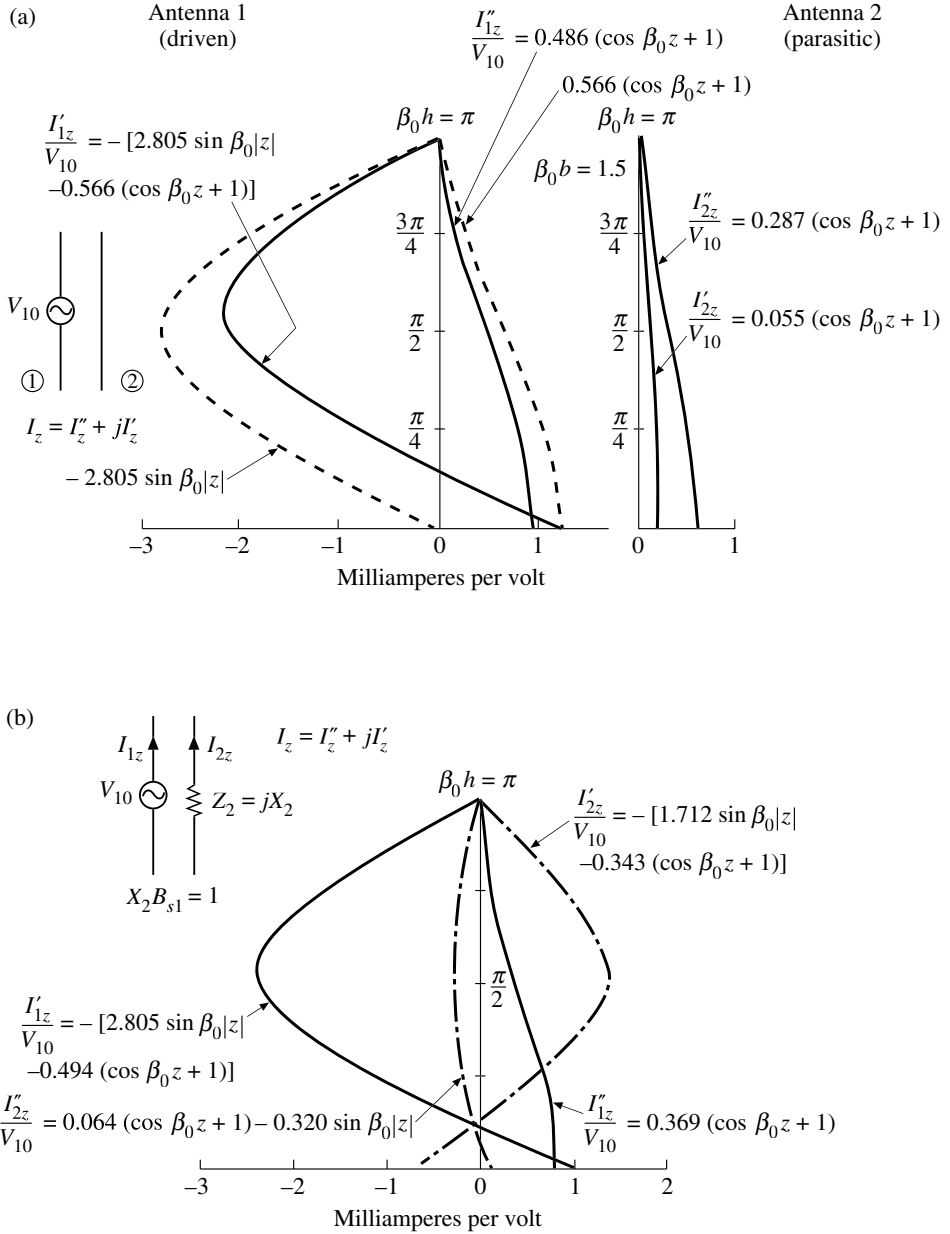 (a)
Antenna 1
(driven)
Antenna 2
(parasitic)
I″1z/V10 = 0.486 (cos β0z + 1)
0.566 (cos β0z + 1)
β0h = π
β0h = π
I′1z/V10 = – [2.805 sin β0|z|
–0.566 (cos β0z + 1)]
β0b = 1.5
3π/4
3π/4
I″2z/V10 = 0.287 (cos β0z + 1)
I′2z/V10 = 0.055 (cos β0z + 1)
V10
π/2
π/2
① ②
Iz = I″z + jI′z
π/4
π/4
– 2.805 sin β0|z|
–3 –2 –1 0 1 0 1
Milliamperes per volt
(b)
I1z I2z
Iz = I″z + jI′z
V10 Z2 = jX2
X2Bs1 = 1
β0h = π
I′2z/V10 = – [1.712 sin β0|z|
–0.343 (cos β0z + 1)]
π/2
I′1z/V10 = – [2.805 sin β0|z|
–0.494 (cos β0z + 1)]
I″2z/V10 = 0.064 (cos β0z + 1) – 0.320 sin β0|z|
I″1z/V10 = 0.369 (cos β0z + 1)
–3 –2 –1 0 1 2
Milliamperes per volt